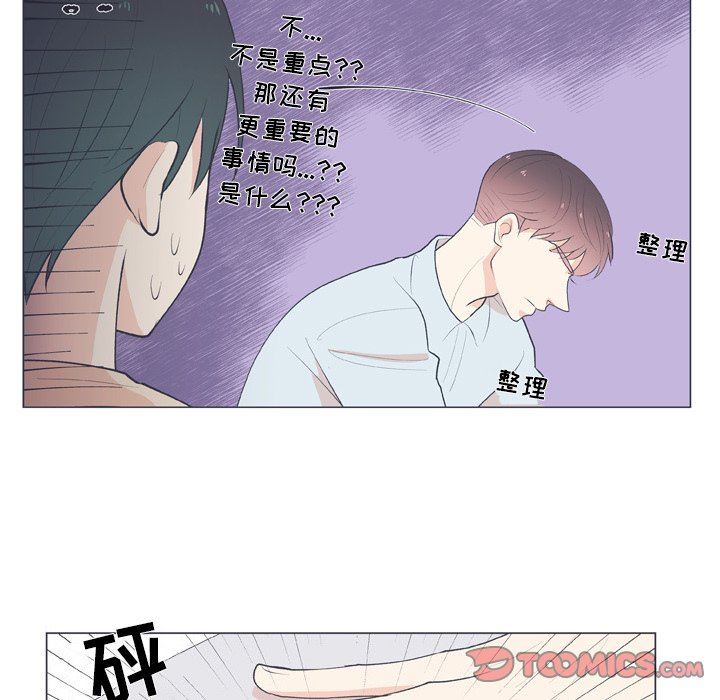 不...
不是重点??
那还有
更重要的
事情吗...??
是什么???
整理
整理
砰
TOOMICS.COM